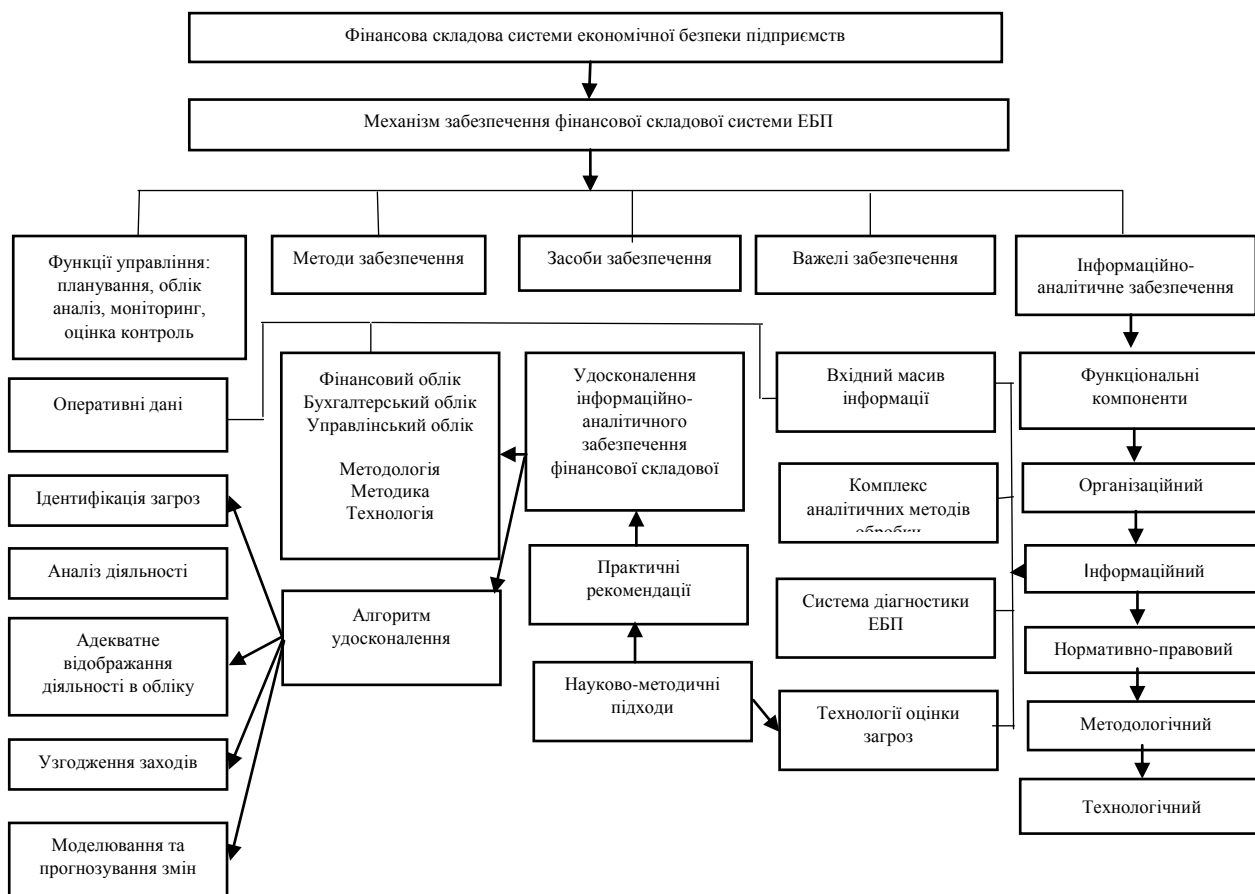 Фінансова складова системи економічної безпеки підприємств
Механізм забезпечення фінансової складової системи ЕБП
Функції управління:
планування, облік
аналіз, моніторинг,
оцінка контроль
Методи забезпечення
Засоби забезпечення
Важелі забезпечення
Інформаційно-
аналітичне забезпечення
Оперативні дані
Фінансовий облік
Бухгалтерський облік
Управлінський облік
Методологія
Методика
Технологія
Удосконалення
інформаційно-
аналітичного
забезпечення
фінансової складової
Вхідний масив
інформації
Функціональні
компоненти
Ідентифікація загроз
Комплекс
аналітичних методів
обробки
Організаційний
Аналіз діяльності
Практичні
рекомендації
Інформаційний
Алгоритм
удосконалення
Система діагностики
ЕБП
Адекватне
відображання
діяльності в обліку
Нормативно-правовий
Науково-методичні
підходи
Технології оцінки
загроз
Методологічний
Узгодження заходів
Технологічний
Моделювання та
прогнозування змін